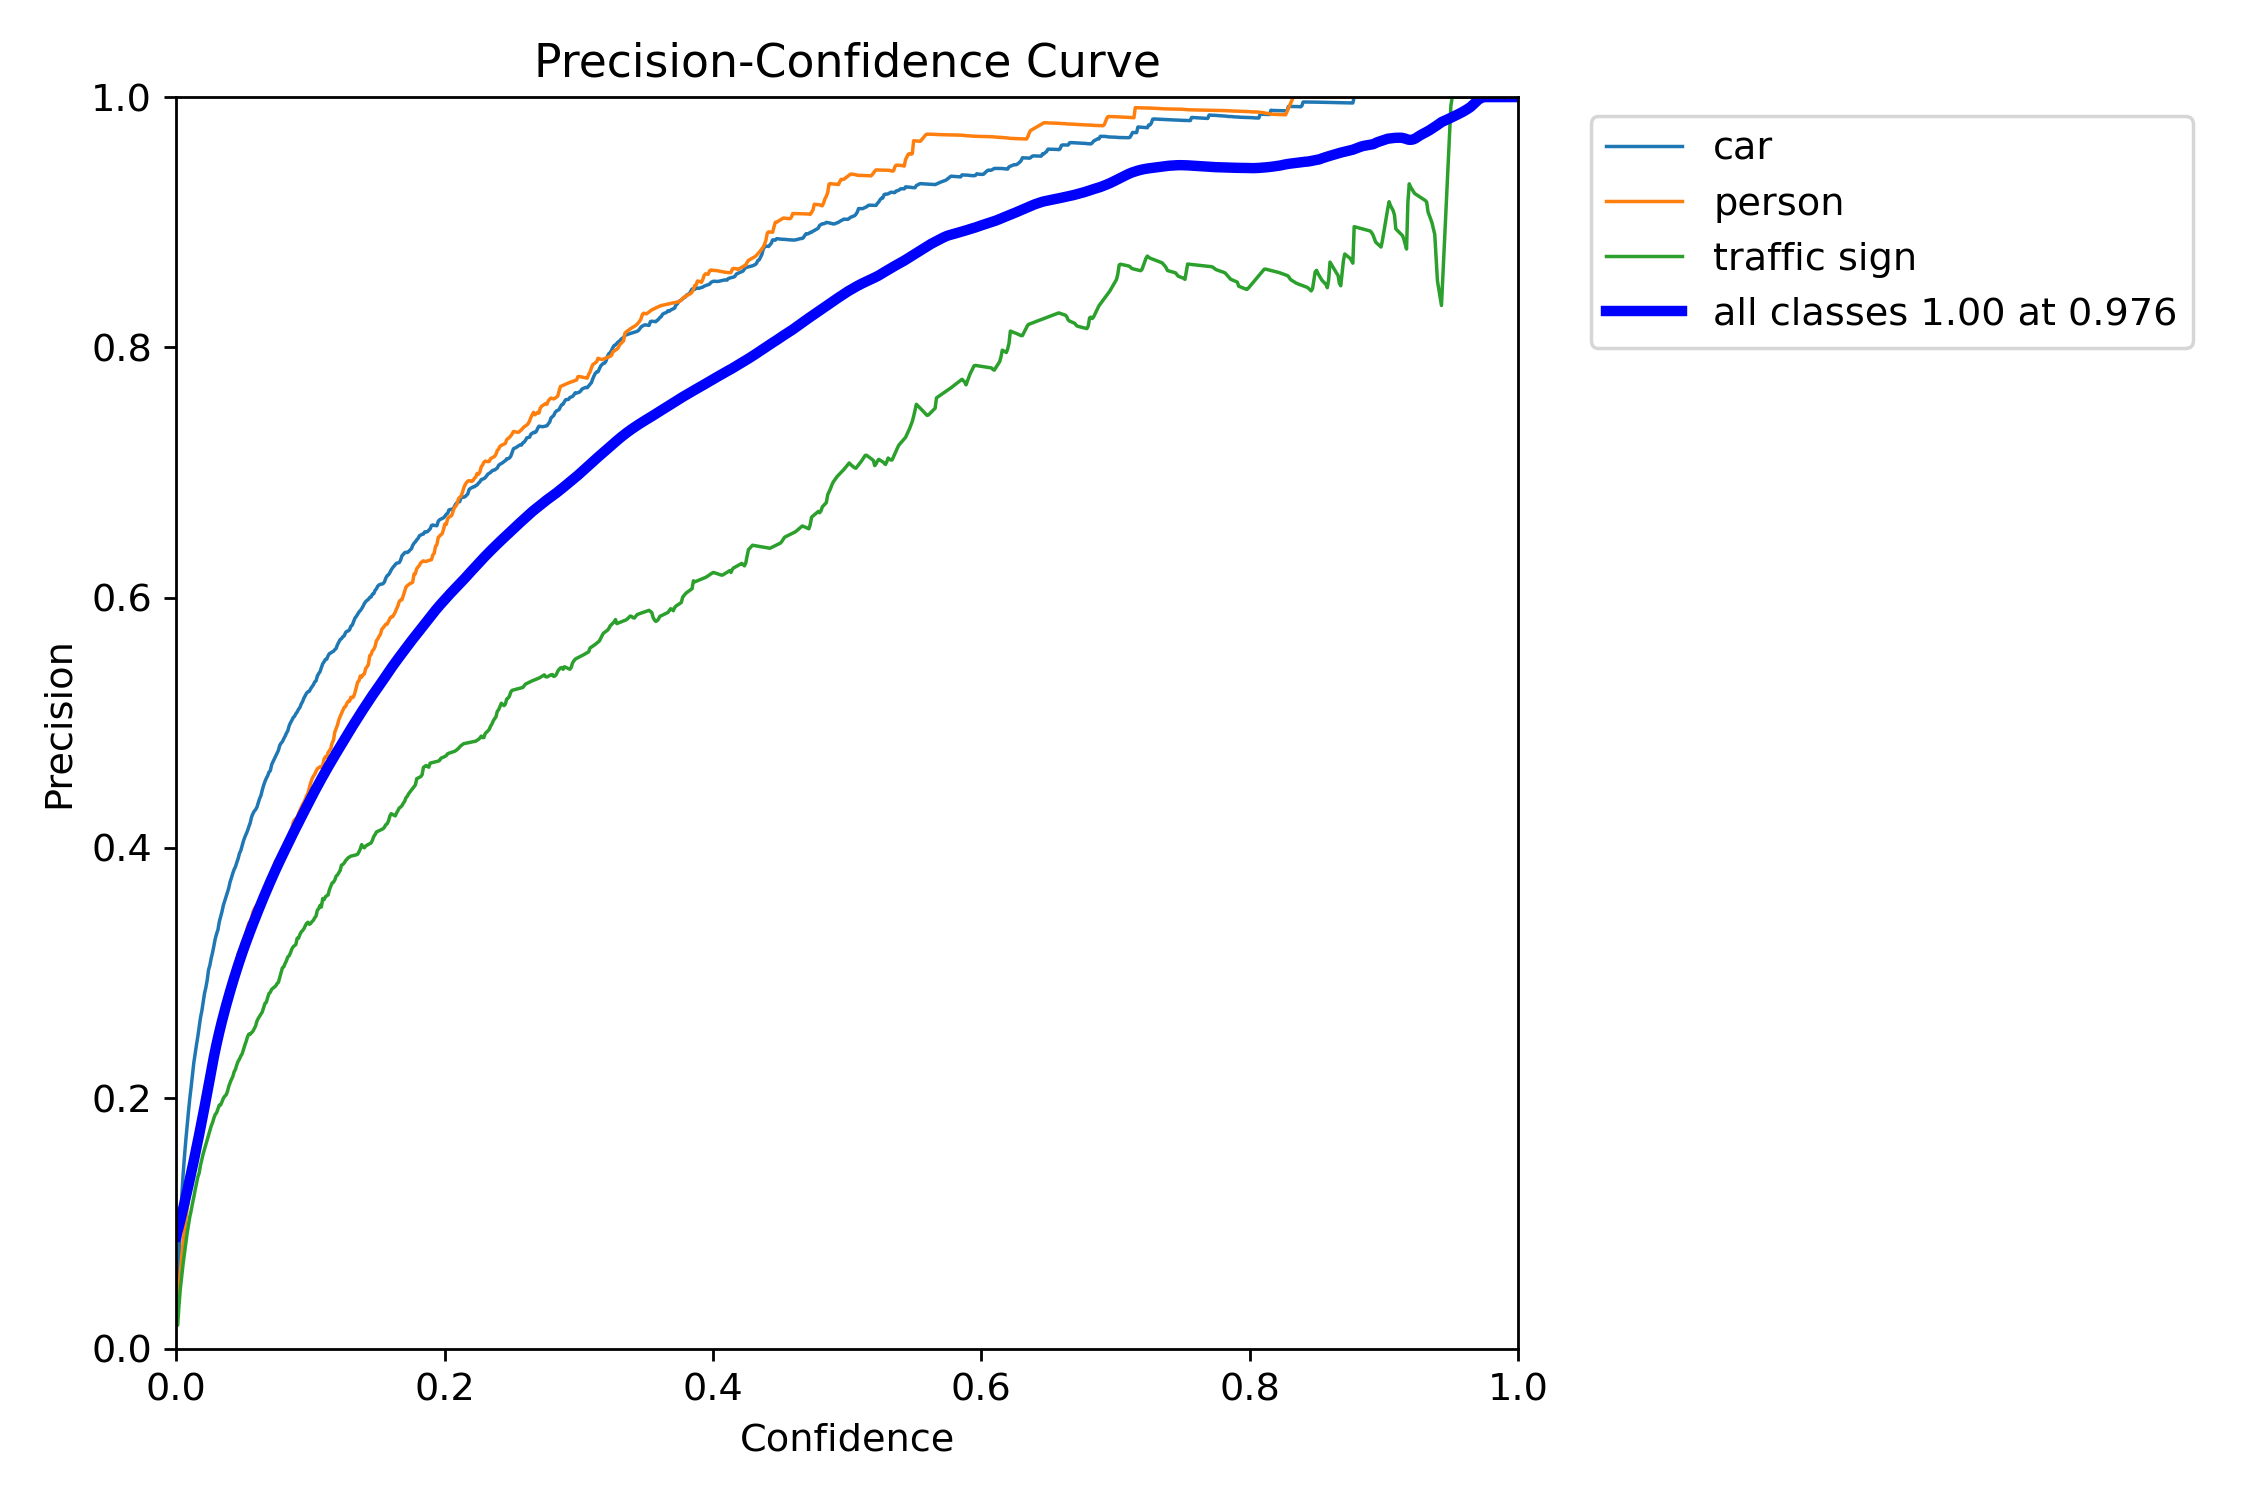 Precision-Confidence Curve
1.0
0.8
0.6
0.4
0.2
0.0
Precision
0.0 0.2 0.4 0.6 0.8 1.0
Confidence
car
person
traffic sign
all classes 1.00 at 0.976